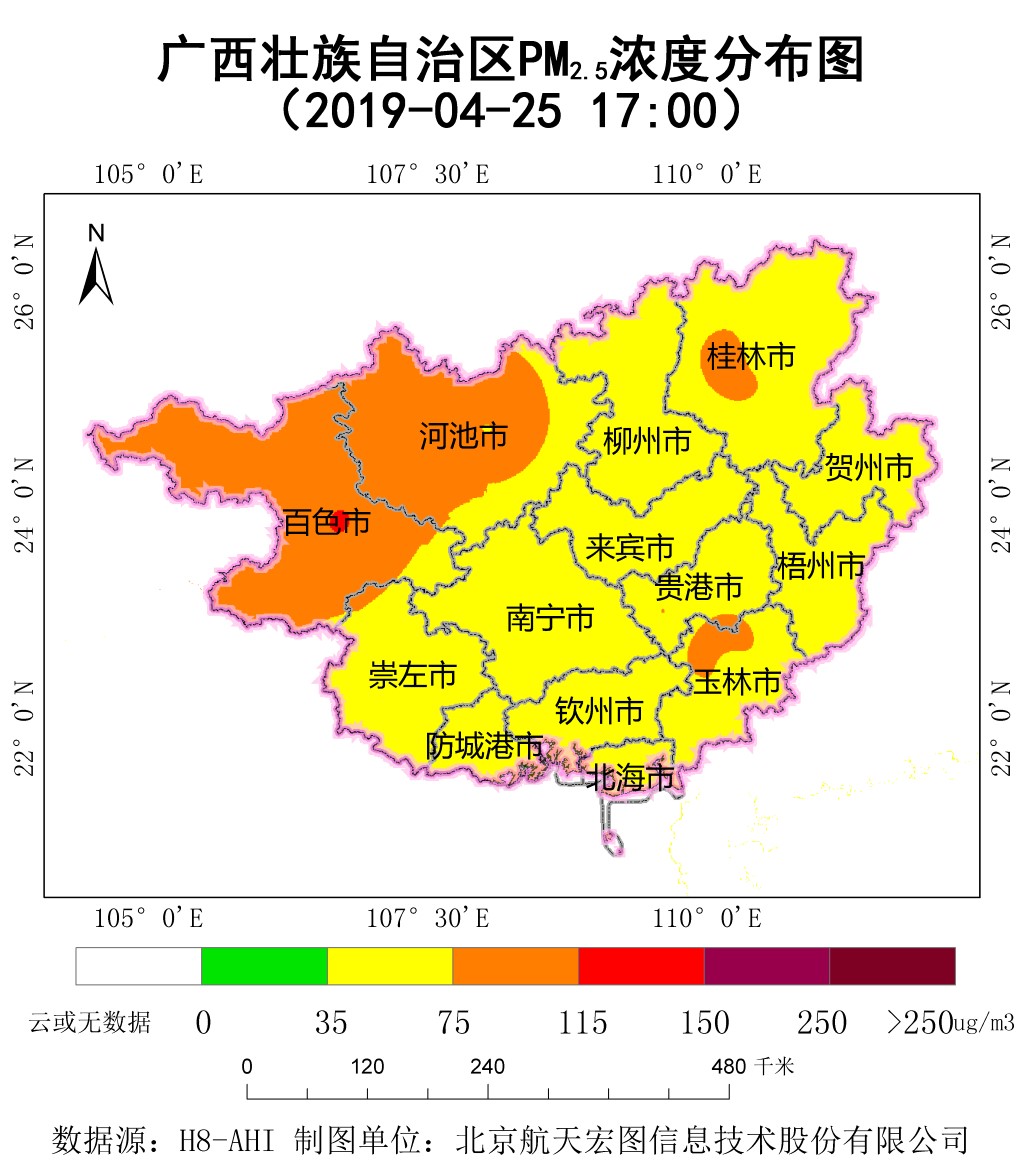 广西壮族自治区PM2.5浓度分布图
（2019-04-25 17:00）
105° 0'E 107° 30'E 110° 0'E
N
26° 0'N
24° 0'N
22° 0'N
26° 0'N
24° 0'N
22° 0'N
桂林市
河池市
柳州市
贺州市
百色市
来宾市
梧州市
贵港市
南宁市
崇左市
玉林市
钦州市
防城港市
北海市
105° 0'E 107° 30'E 110° 0'E
云或无数据 0 35 75 115 150 250 >250ug/m3
0 120 240 480 千米
数据源：H8-AHI 制图单位：北京航天宏图信息技术股份有限公司